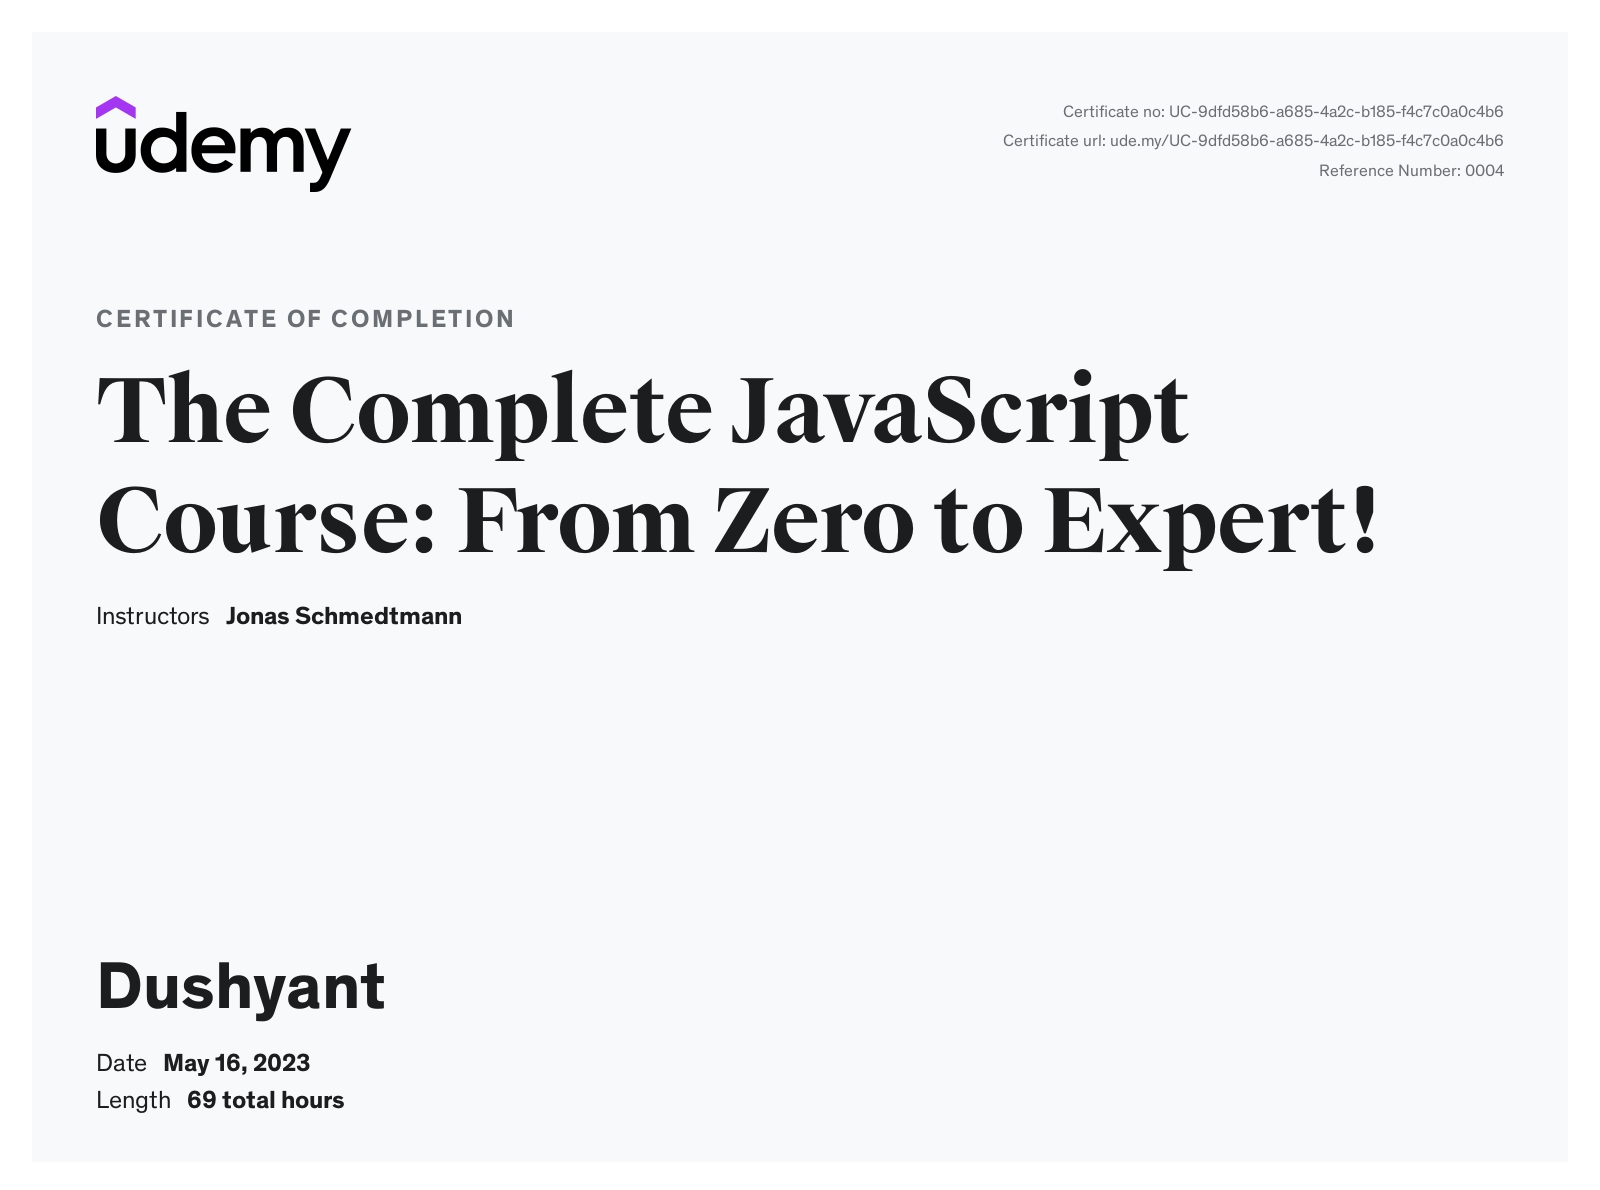 udemy
Certificate no: UC-9dfd58b6-a685-4a2c-b185-f4c7c0a0c4b6
Certificate url: ude.my/UC-9dfd58b6-a685-4a2c-b185-f4c7c0a0c4b6
Reference Number: 0004
CERTIFICATE OF COMPLETION
The Complete JavaScript
Course: From Zero to Expert!
Instructors Jonas Schmedtmann
Dushyant
Date May 16, 2023
Length 69 total hours